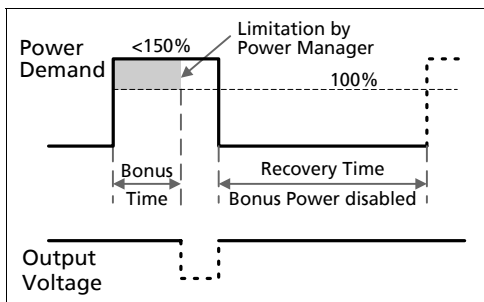 Power
Demand
<150%
Limitation by
Power Manager
100%
Bonus
Time
Recovery Time
Bonus Power disabled
Output
Voltage